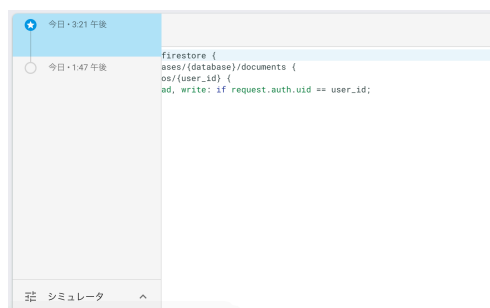 今日・3:21 午後
今日・1:47 午後
firestore {
ases/{database}/documents {
os/{user_id} {
ad, write: if request.auth.uid == user_id;
シミュレータ